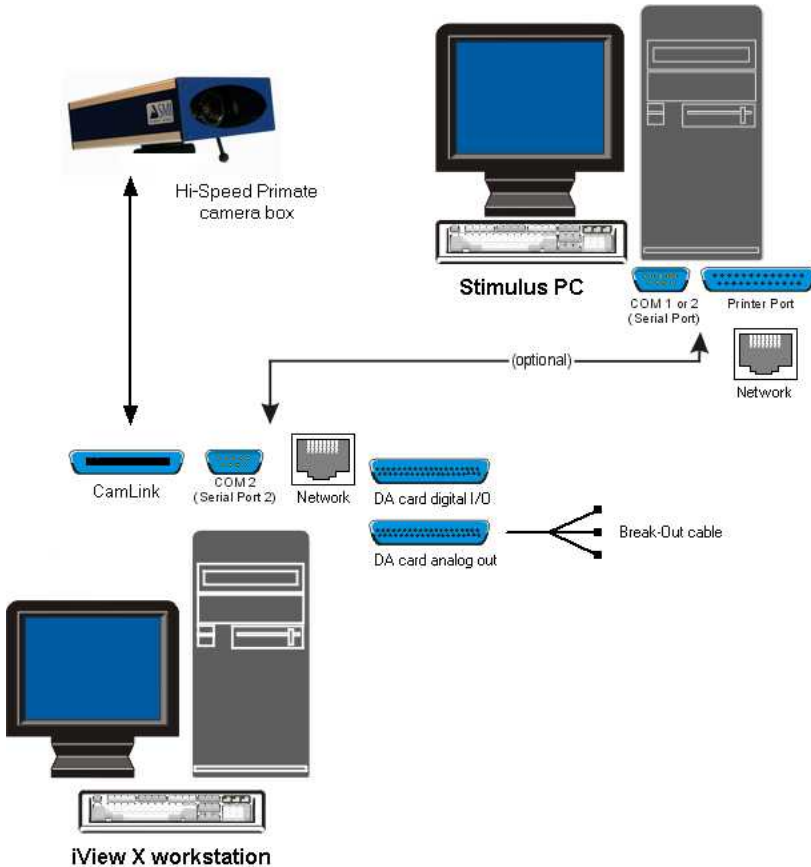 SMI
Hi-Speed Primate
camera box
Stimulus PC
COM 1 or 2
(Serial Port)
Printer Port
(optional)
Network
CamLink
COM 2
(Serial Port 2)
Network
DA card digital I/O
DA card analog out
Break-Out cable
iView X workstation